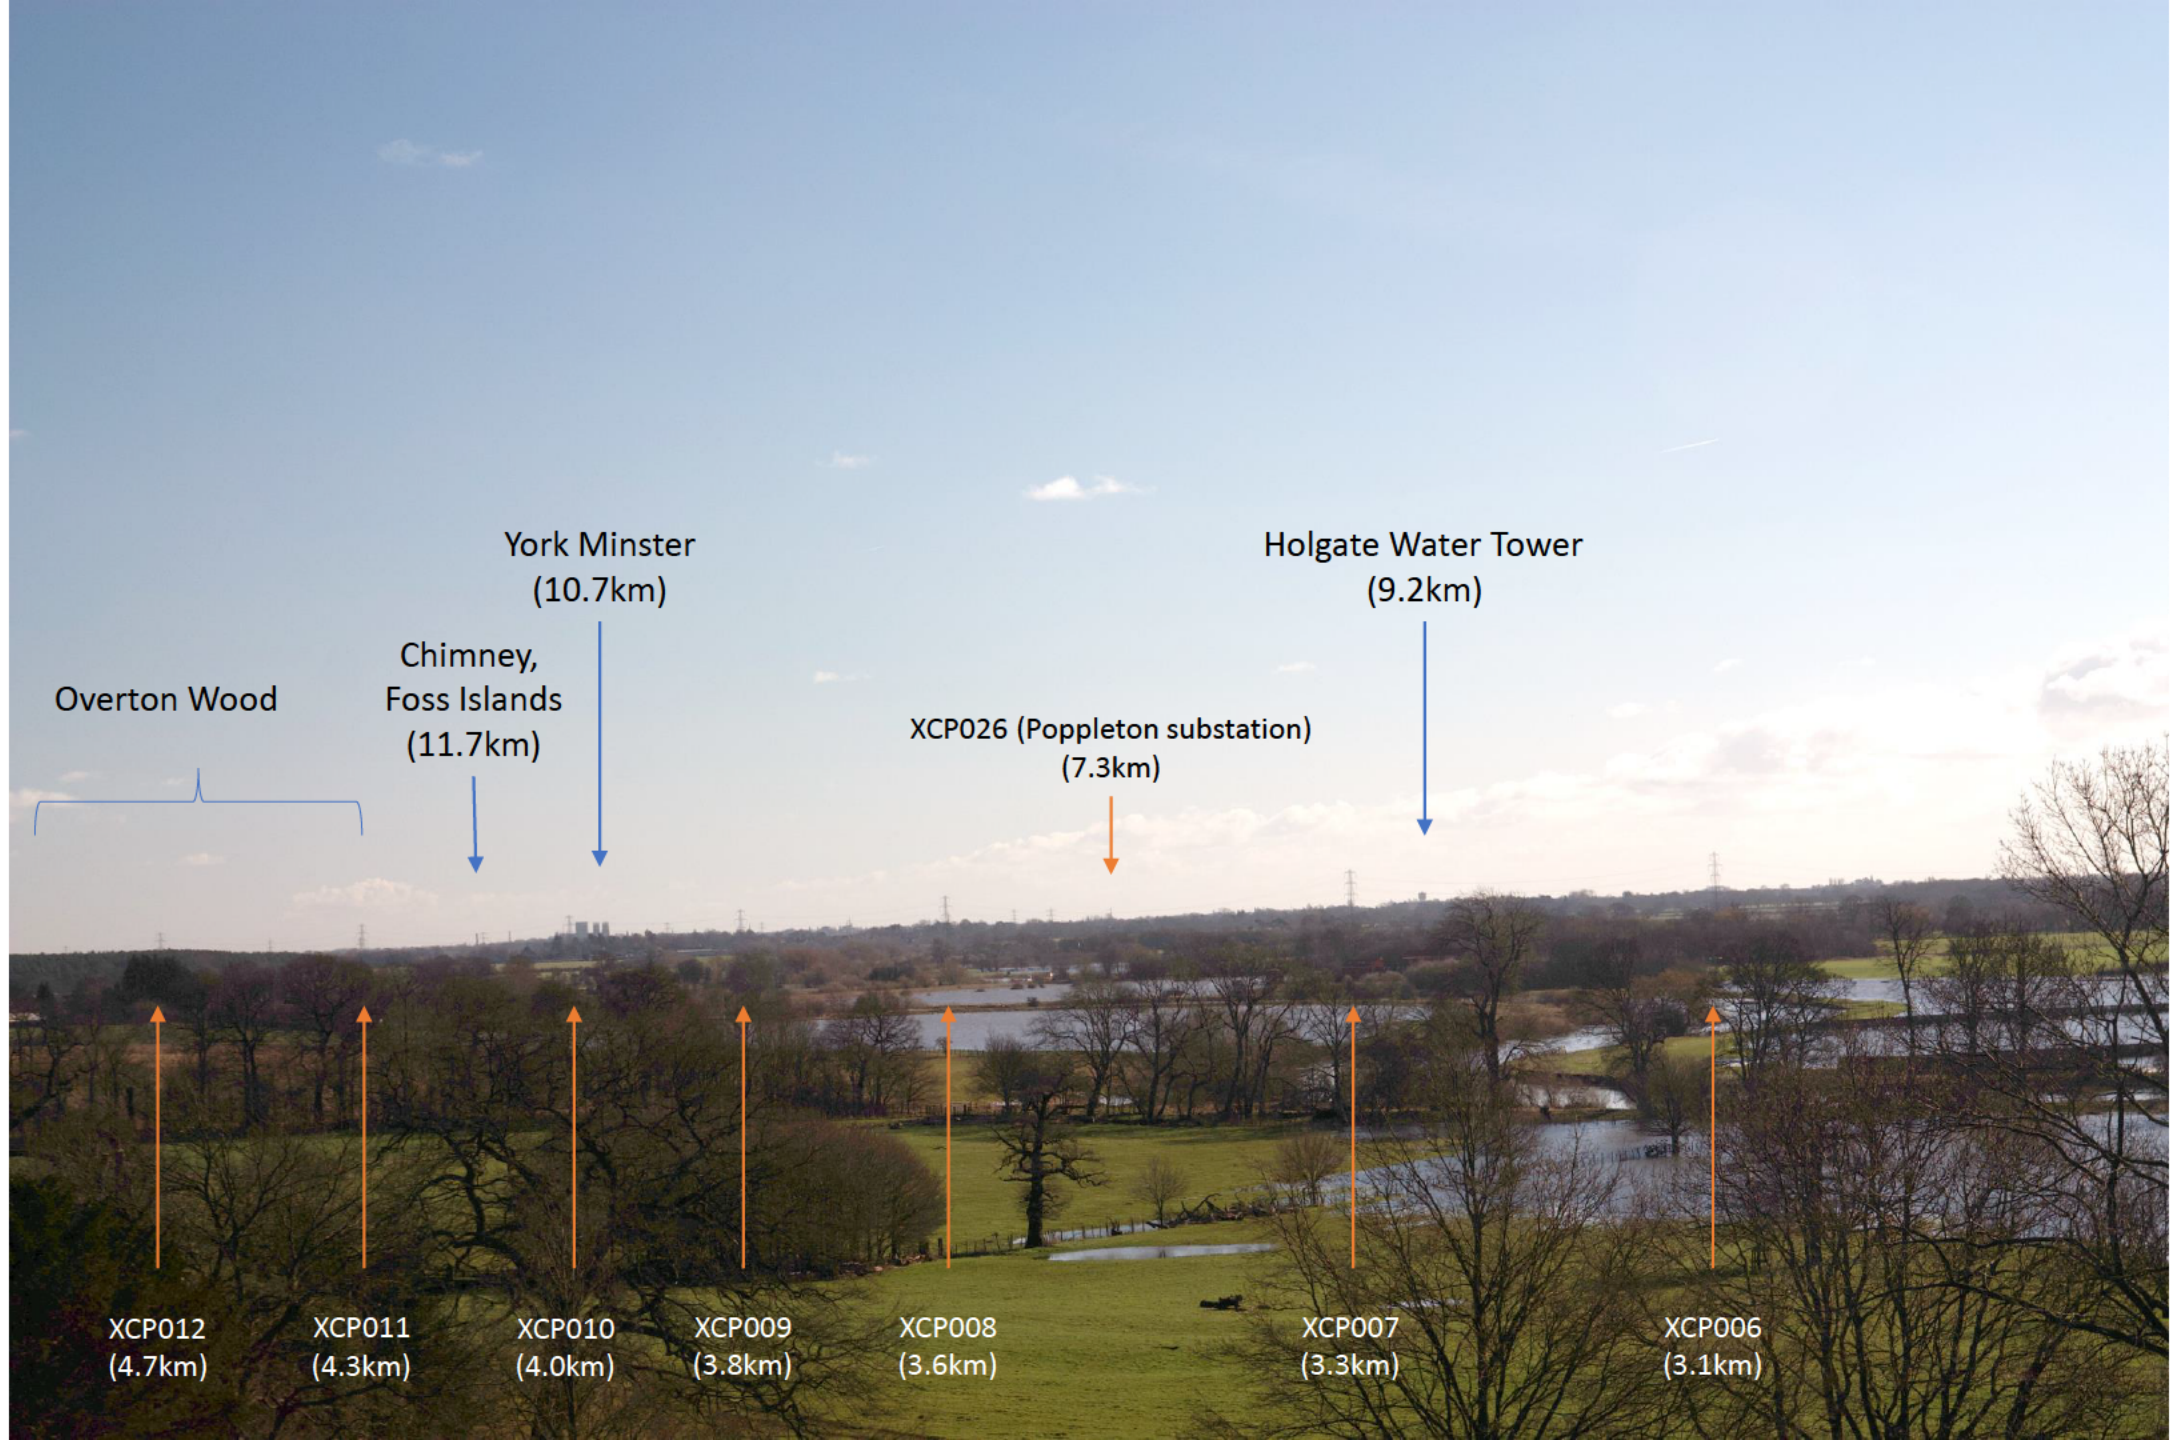 York Minster
(10.7km)
Holgate Water Tower
(9.2km)
Chimney,
Foss Islands
(11.7km)
Overton Wood
XCP026 (Poppleton substation)
(7.3km)
XCP012
(4.7km)
XCP011
(4.3km)
XCP010
(4.0km)
XCP009
(3.8km)
XCP008
(3.6km)
XCP007
(3.3km)
XCP006
(3.1km)